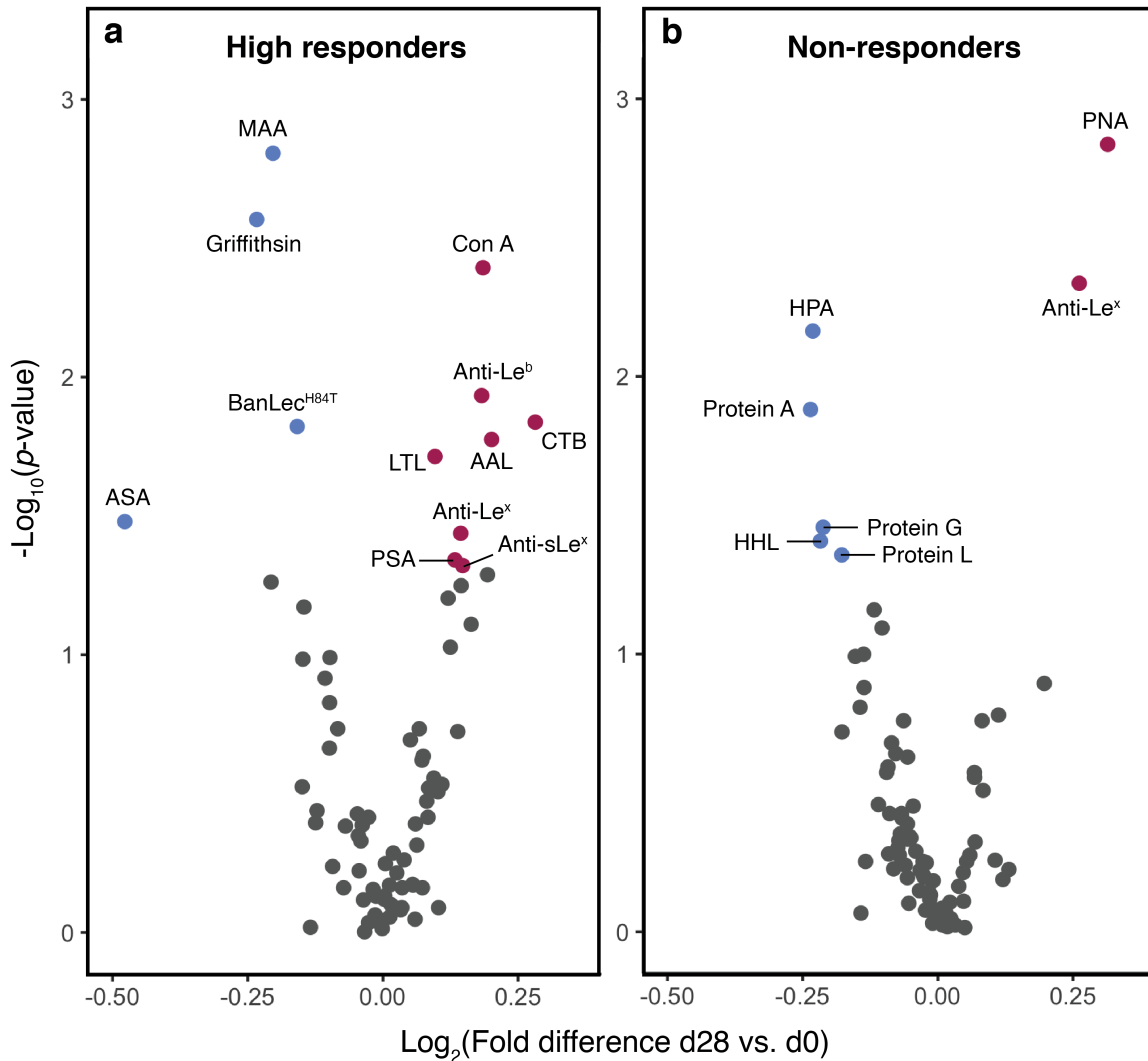 a
High responders
b
Non-responders
-Log₁₀(p-value)
3
2
1
0
MAA
Griffithsin
Con A
Anti-Leᵇ
BanLecᴴ⁸⁴ᵀ
CTB
LTL
AAL
ASA
Anti-Leˣ
Anti-sLeˣ
PSA
-0.50
-0.25
0.00
0.25
3
2
1
0
PNA
Anti-Leˣ
HPA
Protein A
Protein G
HHL
Protein L
-0.50
-0.25
0.00
0.25
Log₂(Fold difference d28 vs. d0)